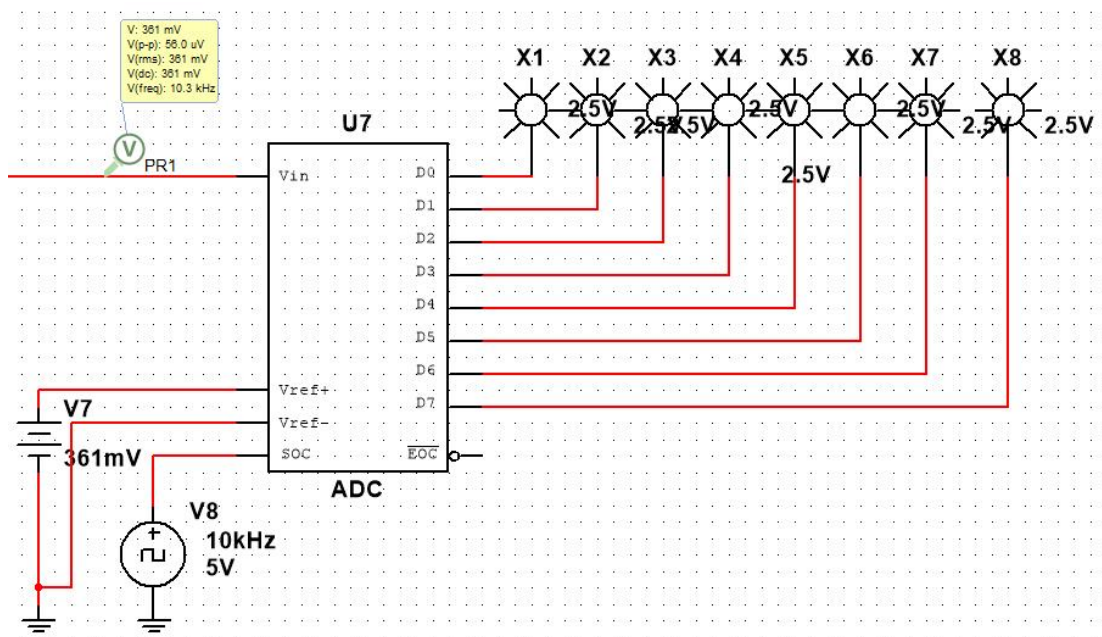 V: 361 mV
V(p-p): 56.0 uV
V(rms): 361 mV
V(dc): 361 mV
V(freq): 10.3 kHz
V
PR1
X1 X2 X3 X4 X5 X6 X7 X8
2.5V 2.5V 2.5V 2.5V 2.5V 2.5V 2.5V
2.5V
U7
Vin
D0
D1
D2
D3
D4
D5
D6
D7
Vref+
Vref-
SOC
EOC
ADC
V7
361mV
V8
10kHz
5V